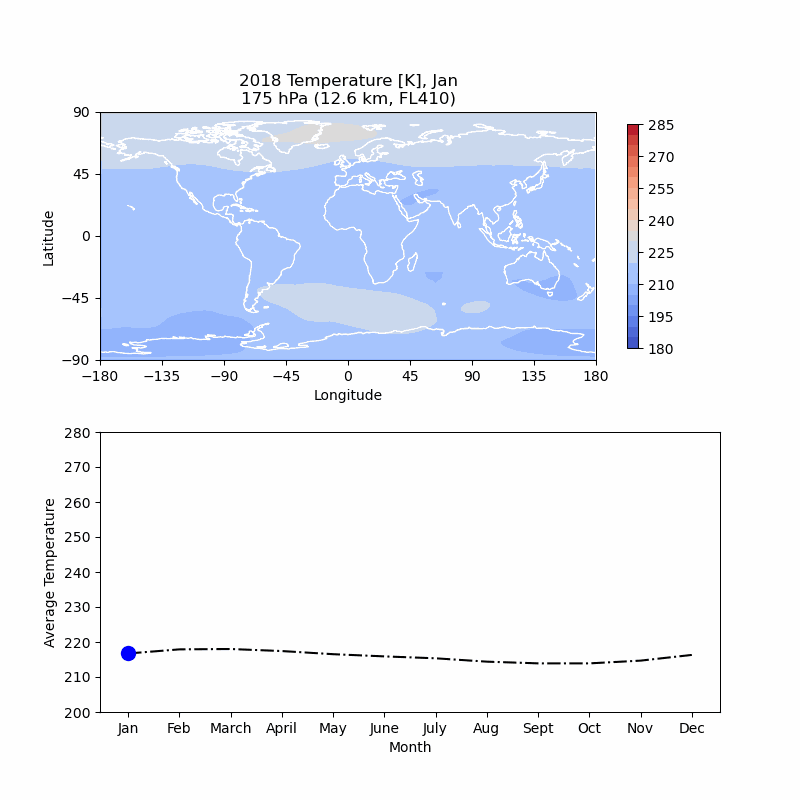 2018 Temperature [K], Jan
175 hPa (12.6 km, FL410)
90
45
0
−45
−90
Latitude
−180 −135 −90 −45 0 45 90 135 180
Longitude
285
270
255
240
225
210
195
180
280
270
260
250
240
230
220
210
200
Average Temperature
Jan Feb March April May June July Aug Sept Oct Nov Dec
Month